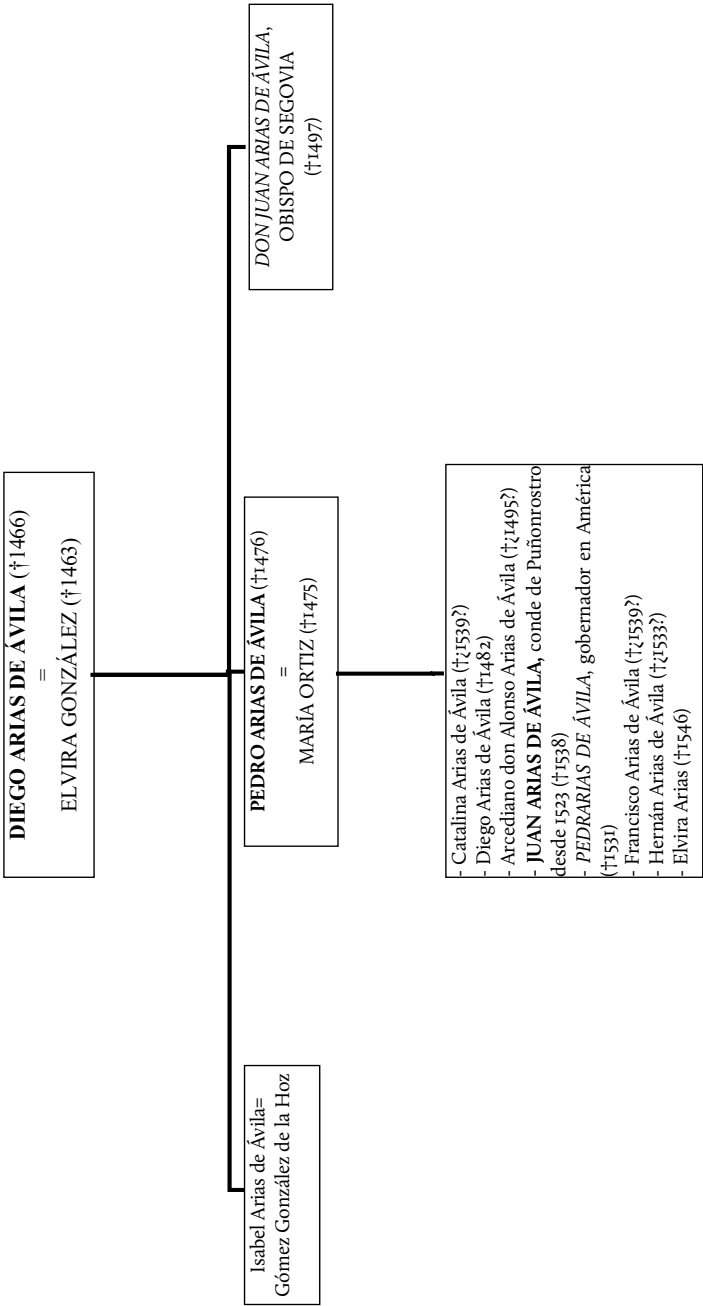 DIEGO ARIAS DE ÁVILA (†1466)
=
ELVIRA GONZÁLEZ (†1463)
Isabel Arias de Ávila=
Gómez González de la Hoz
PEDRO ARIAS DE ÁVILA (†1476)
=
MARÍA ORTIZ (†1475)
DON JUAN ARIAS DE ÁVILA,
OBISPO DE SEGOVIA
(†1497)
- Catalina Arias de Ávila (†¿1539?)
- Diego Arias de Ávila (†1482)
- Arcediano don Alonso Arias de Ávila (†¿1495?)
- JUAN ARIAS DE ÁVILA, conde de Puñonrostro
desde 1523 (†1538)
- PEDRARIAS DE ÁVILA, gobernador en América
(†1531)
- Francisco Arias de Ávila (†¿1539?)
- Hernán Arias de Ávila (†¿1533?)
- Elvira Arias (†1546)